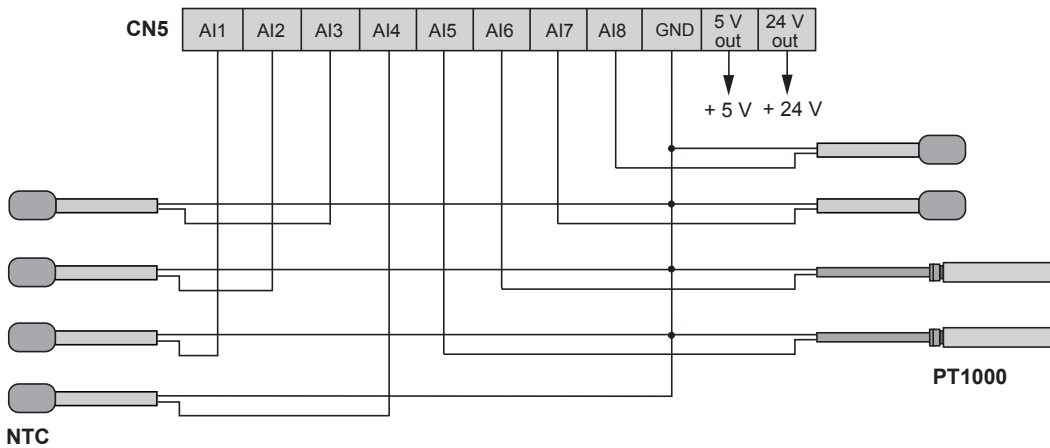 CN5 AI1 AI2 AI3 AI4 AI5 AI6 AI7 AI8 GND 5 V out 24 V out
+ 5 V + 24 V
PT1000
NTC